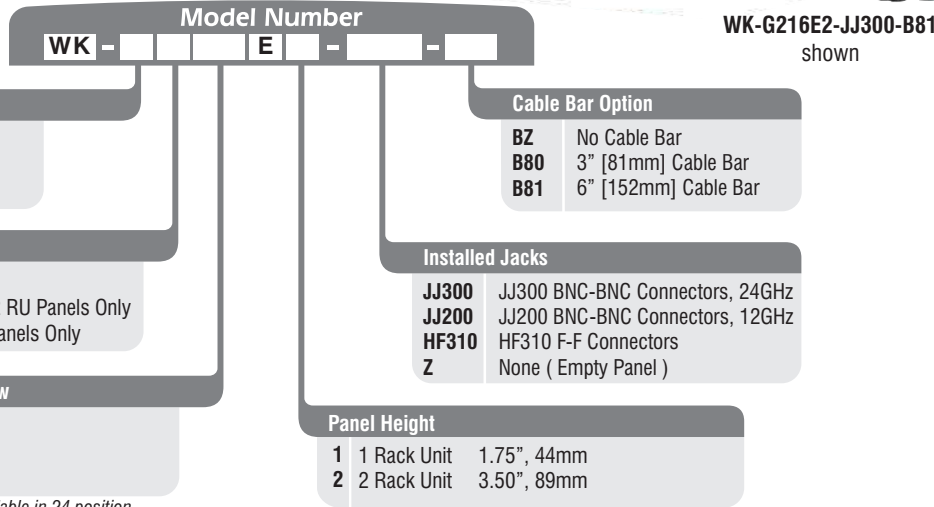 Model Number
WK-G216E2-JJ300-B81
shown
WK - E - -
Cable Bar Option
BZ No Cable Bar
B80 3” [81mm] Cable Bar
B81 6” [152mm] Cable Bar
Installed Jacks
JJ300 JJ300 BNC-BNC Connectors, 24GHz
JJ200 JJ200 BNC-BNC Connectors, 12GHz
HF310 HF310 F-F Connectors
Z None ( Empty Panel )
RU Panels Only
anels Only
w
Panel Height
1 1 Rack Unit 1.75”, 44mm
2 2 Rack Unit 3.50”, 89mm
in 24 position